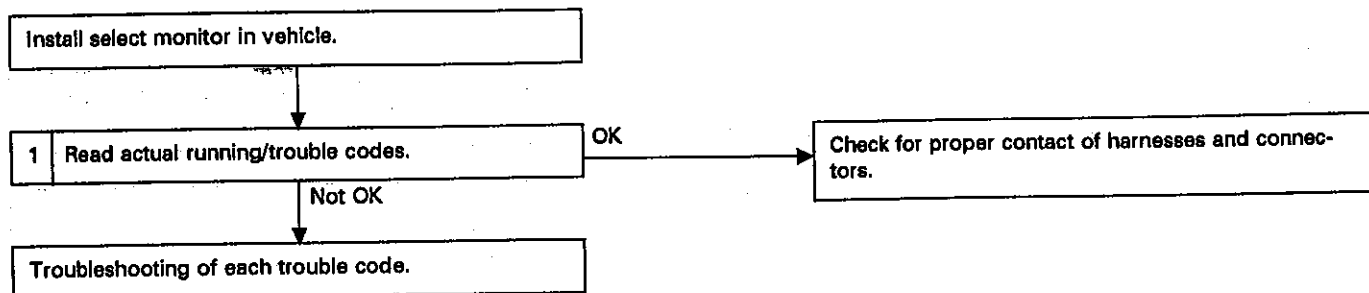 Install select monitor in vehicle.
1 Read actual running/trouble codes.
OK
Check for proper contact of harnesses and connec-
tors.
Not OK
Troubleshooting of each trouble code.